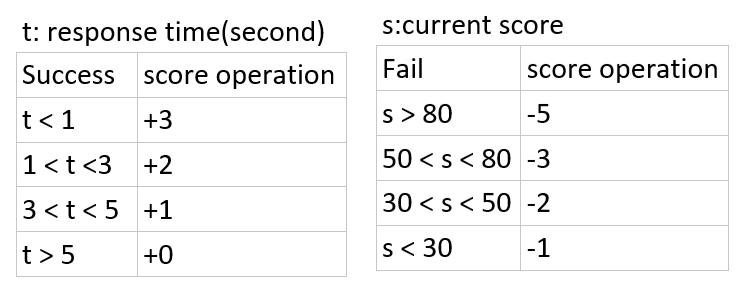 t: response time(second)
Success score operation
t < 1 +3
1 < t <3 +2
3 < t < 5 +1
t > 5 +0
s:current score
Fail score operation
s > 80 -5
50 < s < 80 -3
30 < s < 50 -2
s < 30 -1